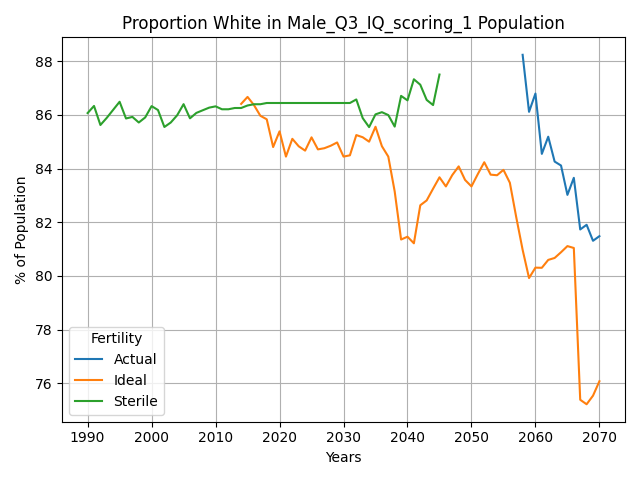 Proportion White in Male_Q3_IQ_scoring_1 Population
% of Population
88
86
84
82
80
78
76
Fertility
Actual
Ideal
Sterile
1990 2000 2010 2020 2030 2040 2050 2060 2070
Years